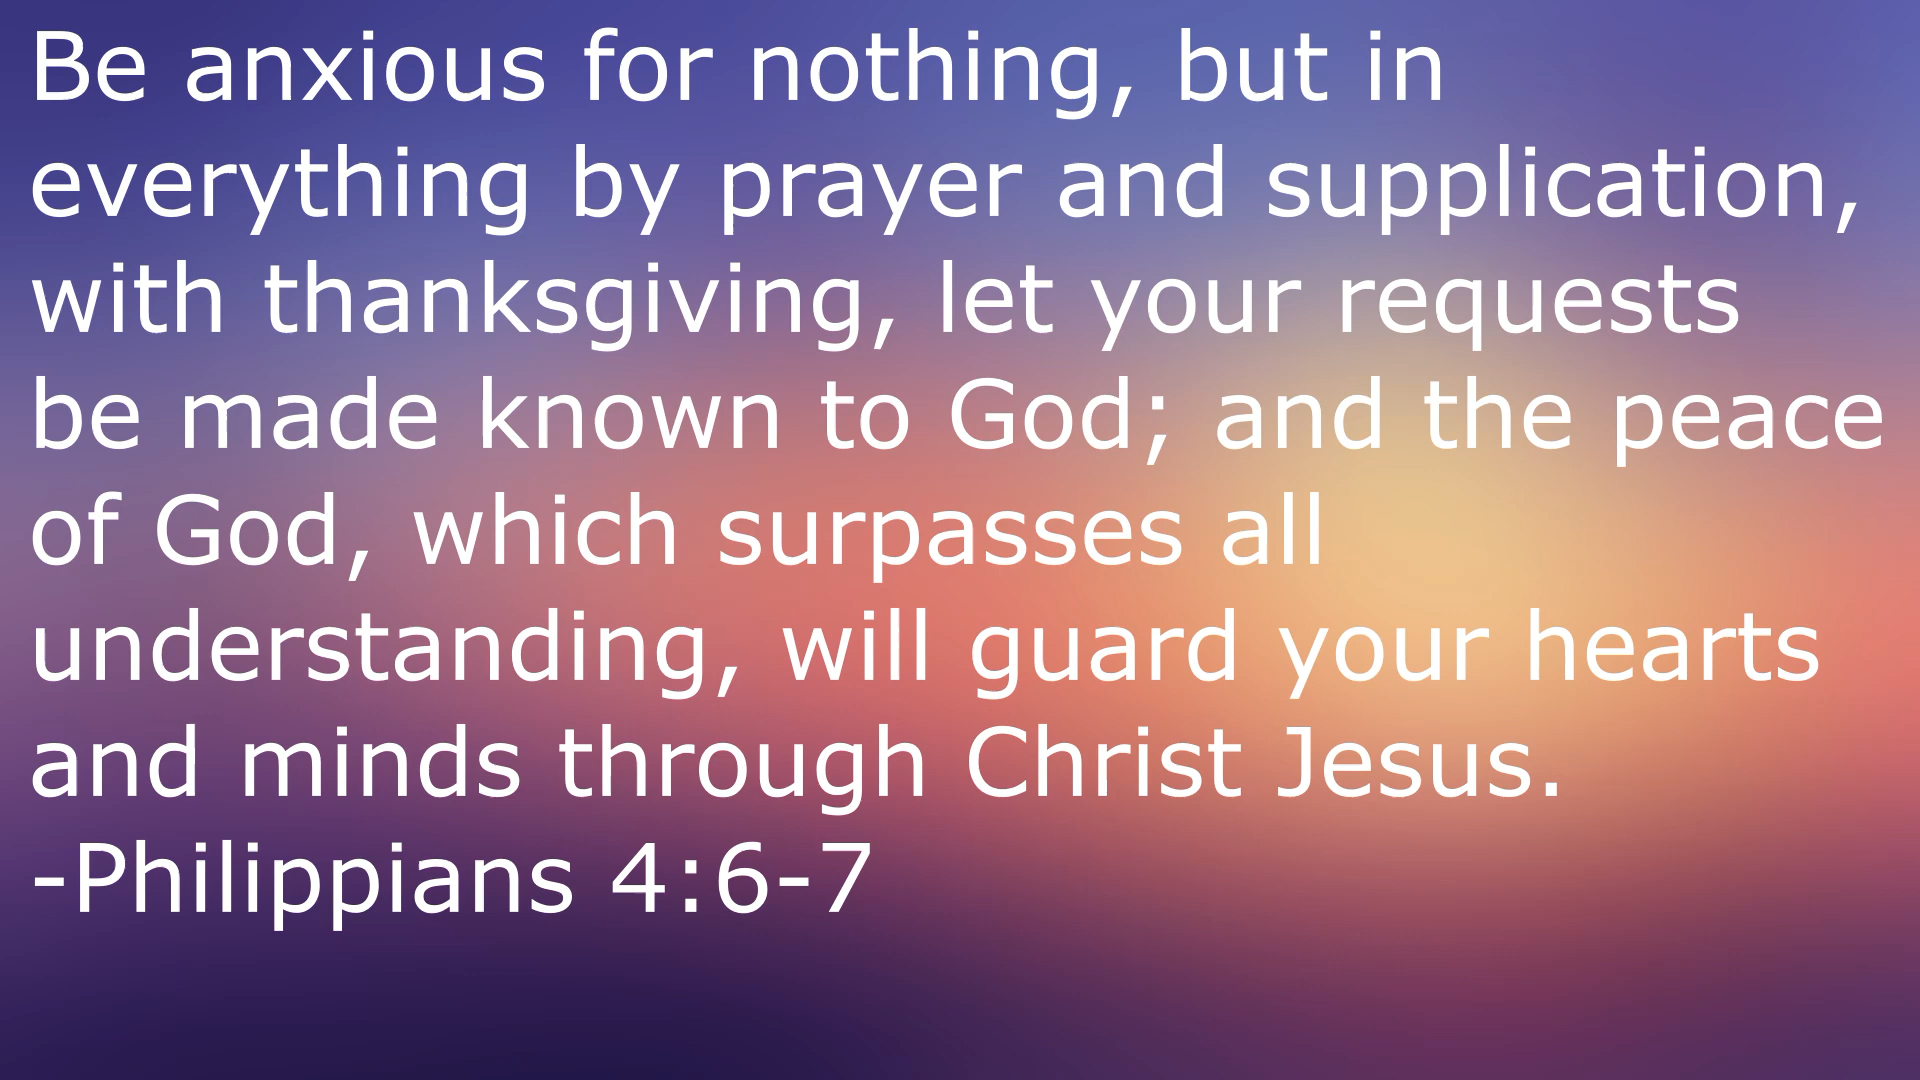 Be anxious for nothing, but in
everything by prayer and supplication,
with thanksgiving, let your requests
be made known to God; and the peace
of God, which surpasses all
understanding, will guard your hearts
and minds through Christ Jesus.
-Philippians 4:6-7